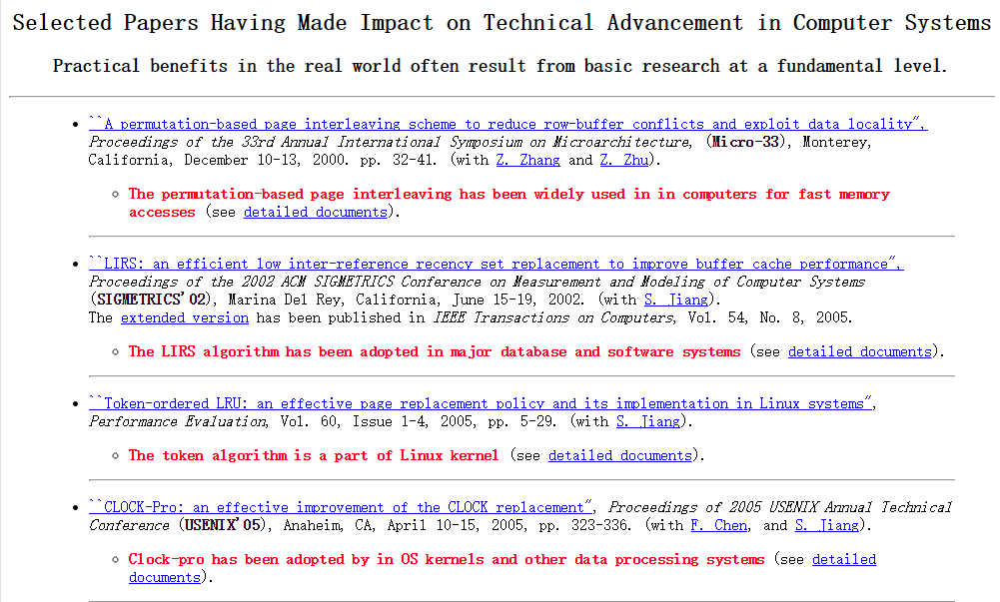 Selected Papers Having Made Impact on Technical Advancement in Computer Systems
Practical benefits in the real world often result from basic research at a fundamental level.
``A permutation-based page interleaving scheme to reduce row-buffer conflicts and exploit data locality",
Proceedings of the 33rd Annual International Symposium on Microarchitecture, (Micro-33), Monterey,
California, December 10-13, 2000. pp. 32-41. (with Z. Zhang and Z. Zhu).
The permutation-based page interleaving has been widely used in in computers for fast memory
accesses (see detailed documents).
``LIRS: an efficient low inter-reference recency set replacement to improve buffer cache performance",
Proceedings of the 2002 ACM SIGMETRICS Conference on Measurement and Modeling of Computer Systems
(SIGMETRICS'02), Marina Del Rey, California, June 15-19, 2002. (with S. Jiang).
The extended version has been published in IEEE Transactions on Computers, Vol. 54, No. 8, 2005.
The LIRS algorithm has been adopted in major database and software systems (see detailed documents).
``Token-ordered LRU: an effective page replacement policy and its implementation in Linux systems",
Performance Evaluation, Vol. 60, Issue 1-4, 2005, pp. 5-29. (with S. Jiang).
The token algorithm is a part of Linux kernel (see detailed documents).
``CLOCK-Pro: an effective improvement of the CLOCK replacement", Proceedings of 2005 USENIX Annual Technical
Conference (USENIX'05), Anaheim, CA, April 10-15, 2005, pp. 323-336. (with F. Chen, and S. Jiang).
Clock-pro has been adopted by in OS kernels and other data processing systems (see detailed
documents).